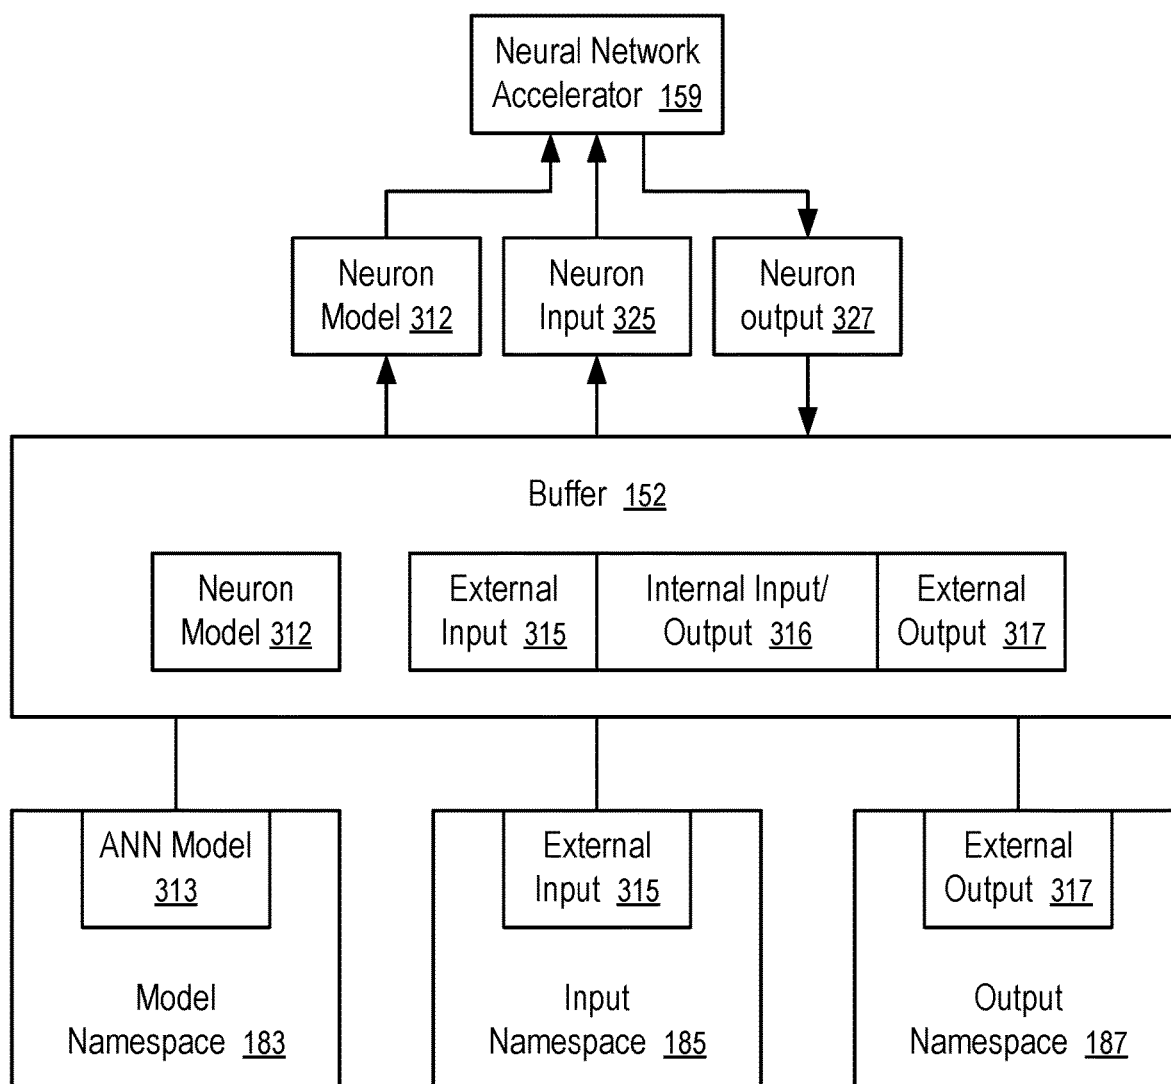 Neural Network
Accelerator 159
Neuron
Model 312
Neuron
Input 325
Neuron
output 327
Buffer 152
Neuron
Model 312
External
Input 315
Internal Input/
Output 316
External
Output 317
ANN Model
313
Model
Namespace 183
External
Input 315
Input
Namespace 185
External
Output 317
Output
Namespace 187